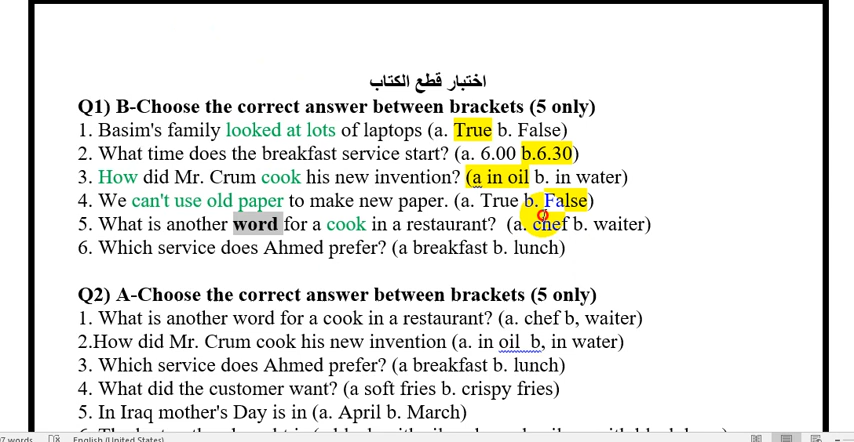 اختبار قطع الكتاب
Q1) B-Choose the correct answer between brackets (5 only)
1. Basim's family looked at lots of laptops (a. True b. False)
2. What time does the breakfast service start? (a. 6.00 b.6.30)
3. How did Mr. Crum cook his new invention? (a in oil b. in water)
4. We can't use old paper to make new paper. (a. True b. False)
5. What is another word for a cook in a restaurant? (a. chef b. waiter)
6. Which service does Ahmed prefer? (a breakfast b. lunch)
Q2) A-Choose the correct answer between brackets (5 only)
1. What is another word for a cook in a restaurant? (a. chef b, waiter)
2.How did Mr. Crum cook his new invention (a. in oil b, in water)
3. Which service does Ahmed prefer? (a breakfast b. lunch)
4. What did the customer want? (a soft fries b. crispy fries)
5. In Iraq mother's Day is in (a. April b. March)
words English (United States)